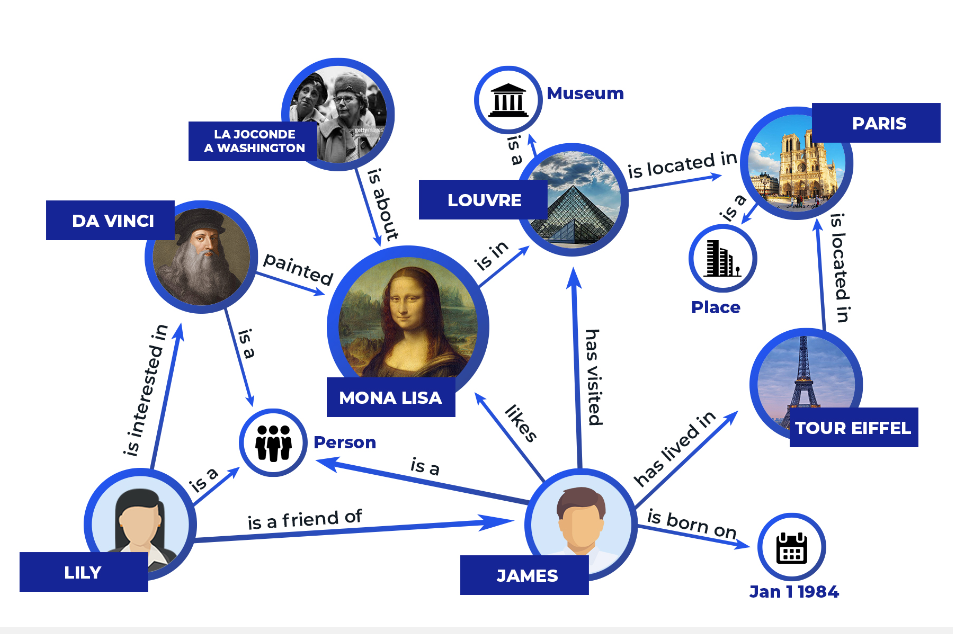 Museum
PARIS
LA JOCONDE
A WASHINGTON
is a
is located in
is about
LOUVRE
is a
DA VINCI
is located in
is in
painted
Place
is a
is interested in
has visited
MONA LISA
likes
TOUR EIFFEL
Person
has lived in
is a
is a
is a friend of
is born on
LILY
JAMES
Jan 1 1984